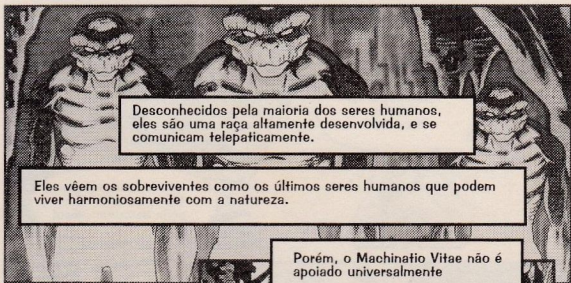 Desconhecidos pela maioria dos seres humanos,
eles são uma raça altamente desenvolvida, e se
comunicam telepaticamente.
Eles vêem os sobreviventes como os últimos seres humanos que podem
viver harmoniosamente com a natureza.
Porém, o Machinatio Vitae não é
apoiado universalmente